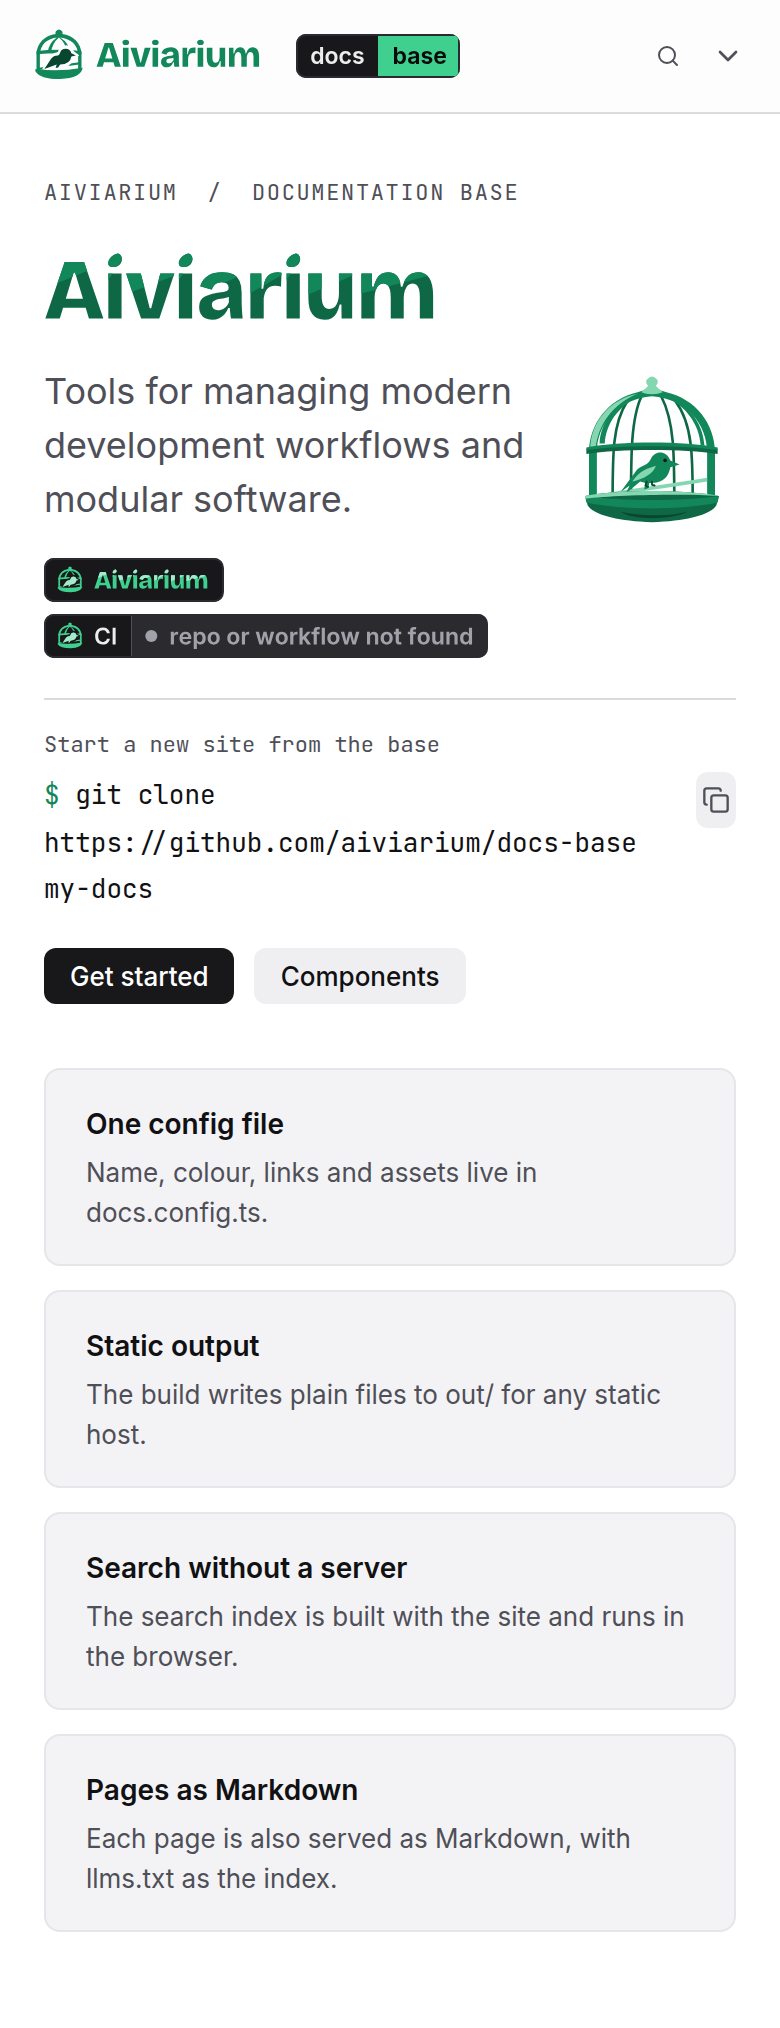 Aiviarium docs base
AIVIARIUM / DOCUMENTATION BASE
Aiviarium
Tools for managing modern
development workflows and
modular software.
Aiviarium
CI repo or workflow not found
Start a new site from the base
$ git clone
https://github.com/aiviarium/docs-base
my-docs
Get started Components
One config file
Name, colour, links and assets live in
docs.config.ts.
Static output
The build writes plain files to out/ for any static
host.
Search without a server
The search index is built with the site and runs in
the browser.
Pages as Markdown
Each page is also served as Markdown, with
llms.txt as the index.